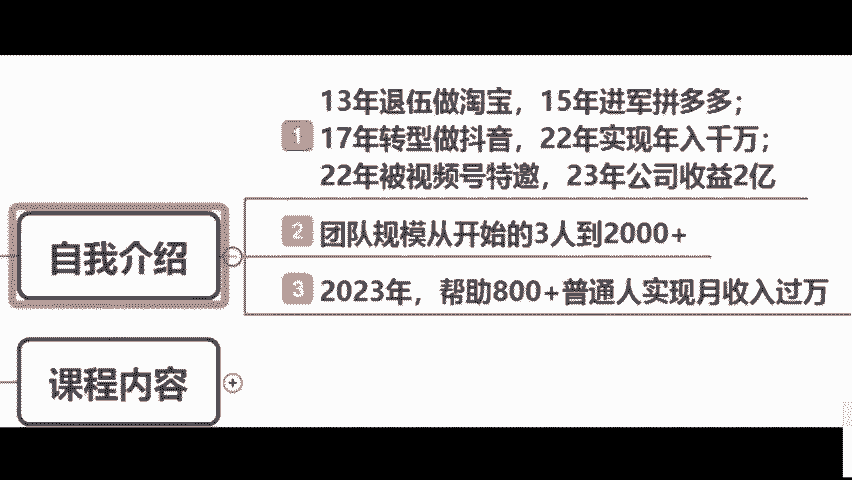 13年退伍做淘宝，15年进军拼多多；
1 17年转型做抖音，22年实现年入千万；
22年被视频号特邀，23年公司收益2亿
自我介绍
2 团队规模从开始的3人到2000+
3 2023年，帮助800+普通人实现月收入过万
课程内容